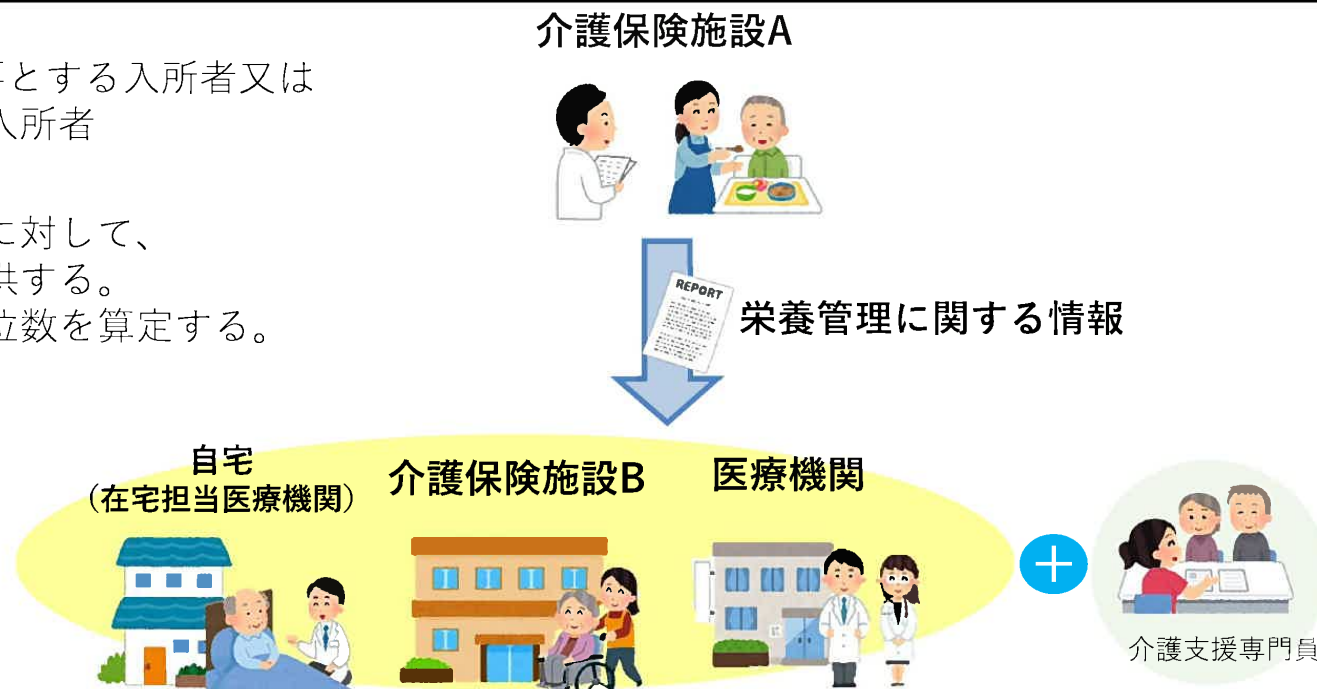 介護保険施設A
とする入所者又は
入所者
に対して、
供する。
位数を算定する。
REPORT
栄養管理に関する情報
自宅
（在宅担当医療機関）
介護保険施設B
医療機関
＋
介護支援専門員